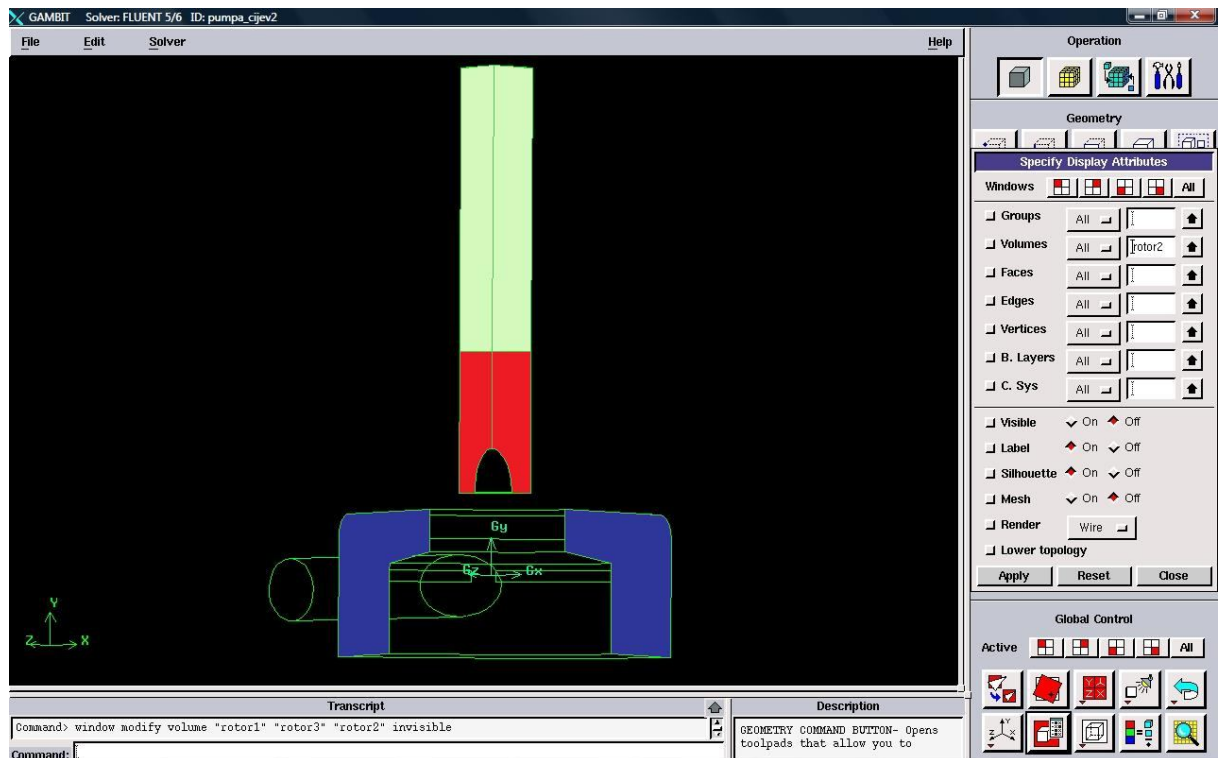 GAMBIT Solver: FLUENT 5/6 ID: pumpa_cijev2
File Edit Solver Help
Operation
Geometry
Specify Display Attributes
Windows All
Groups All
Volumes All rotor2
Faces All
Edges All
Vertices All
B. Layers All
C. Sys All
Visible On Off
Label On Off
Silhouette On Off
Mesh On Off
Render Wire
Lower topology
Apply Reset Close
Gy
Gz Gx
Y
Z X
Global Control
Active All
Transcript
Command> window modify volume "rotor1" "rotor3" "rotor2" invisible
Command:
Description
GEOMETRY COMMAND BUTTON- Opens
toolpads that allow you to